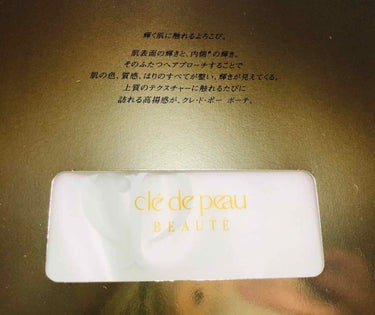 輝く肌に触れるよろこび。
肌表面の輝きと、内側*の輝き。
そのふたつへアプローチすることで
肌の色、質感、はりのすべてが整い、輝きが見えてくる。
上質のテクスチャーに触れるたびに
訪れる高揚感が、クレ・ド・ポー ボーテ。
clé de peau
BEAUTÉ